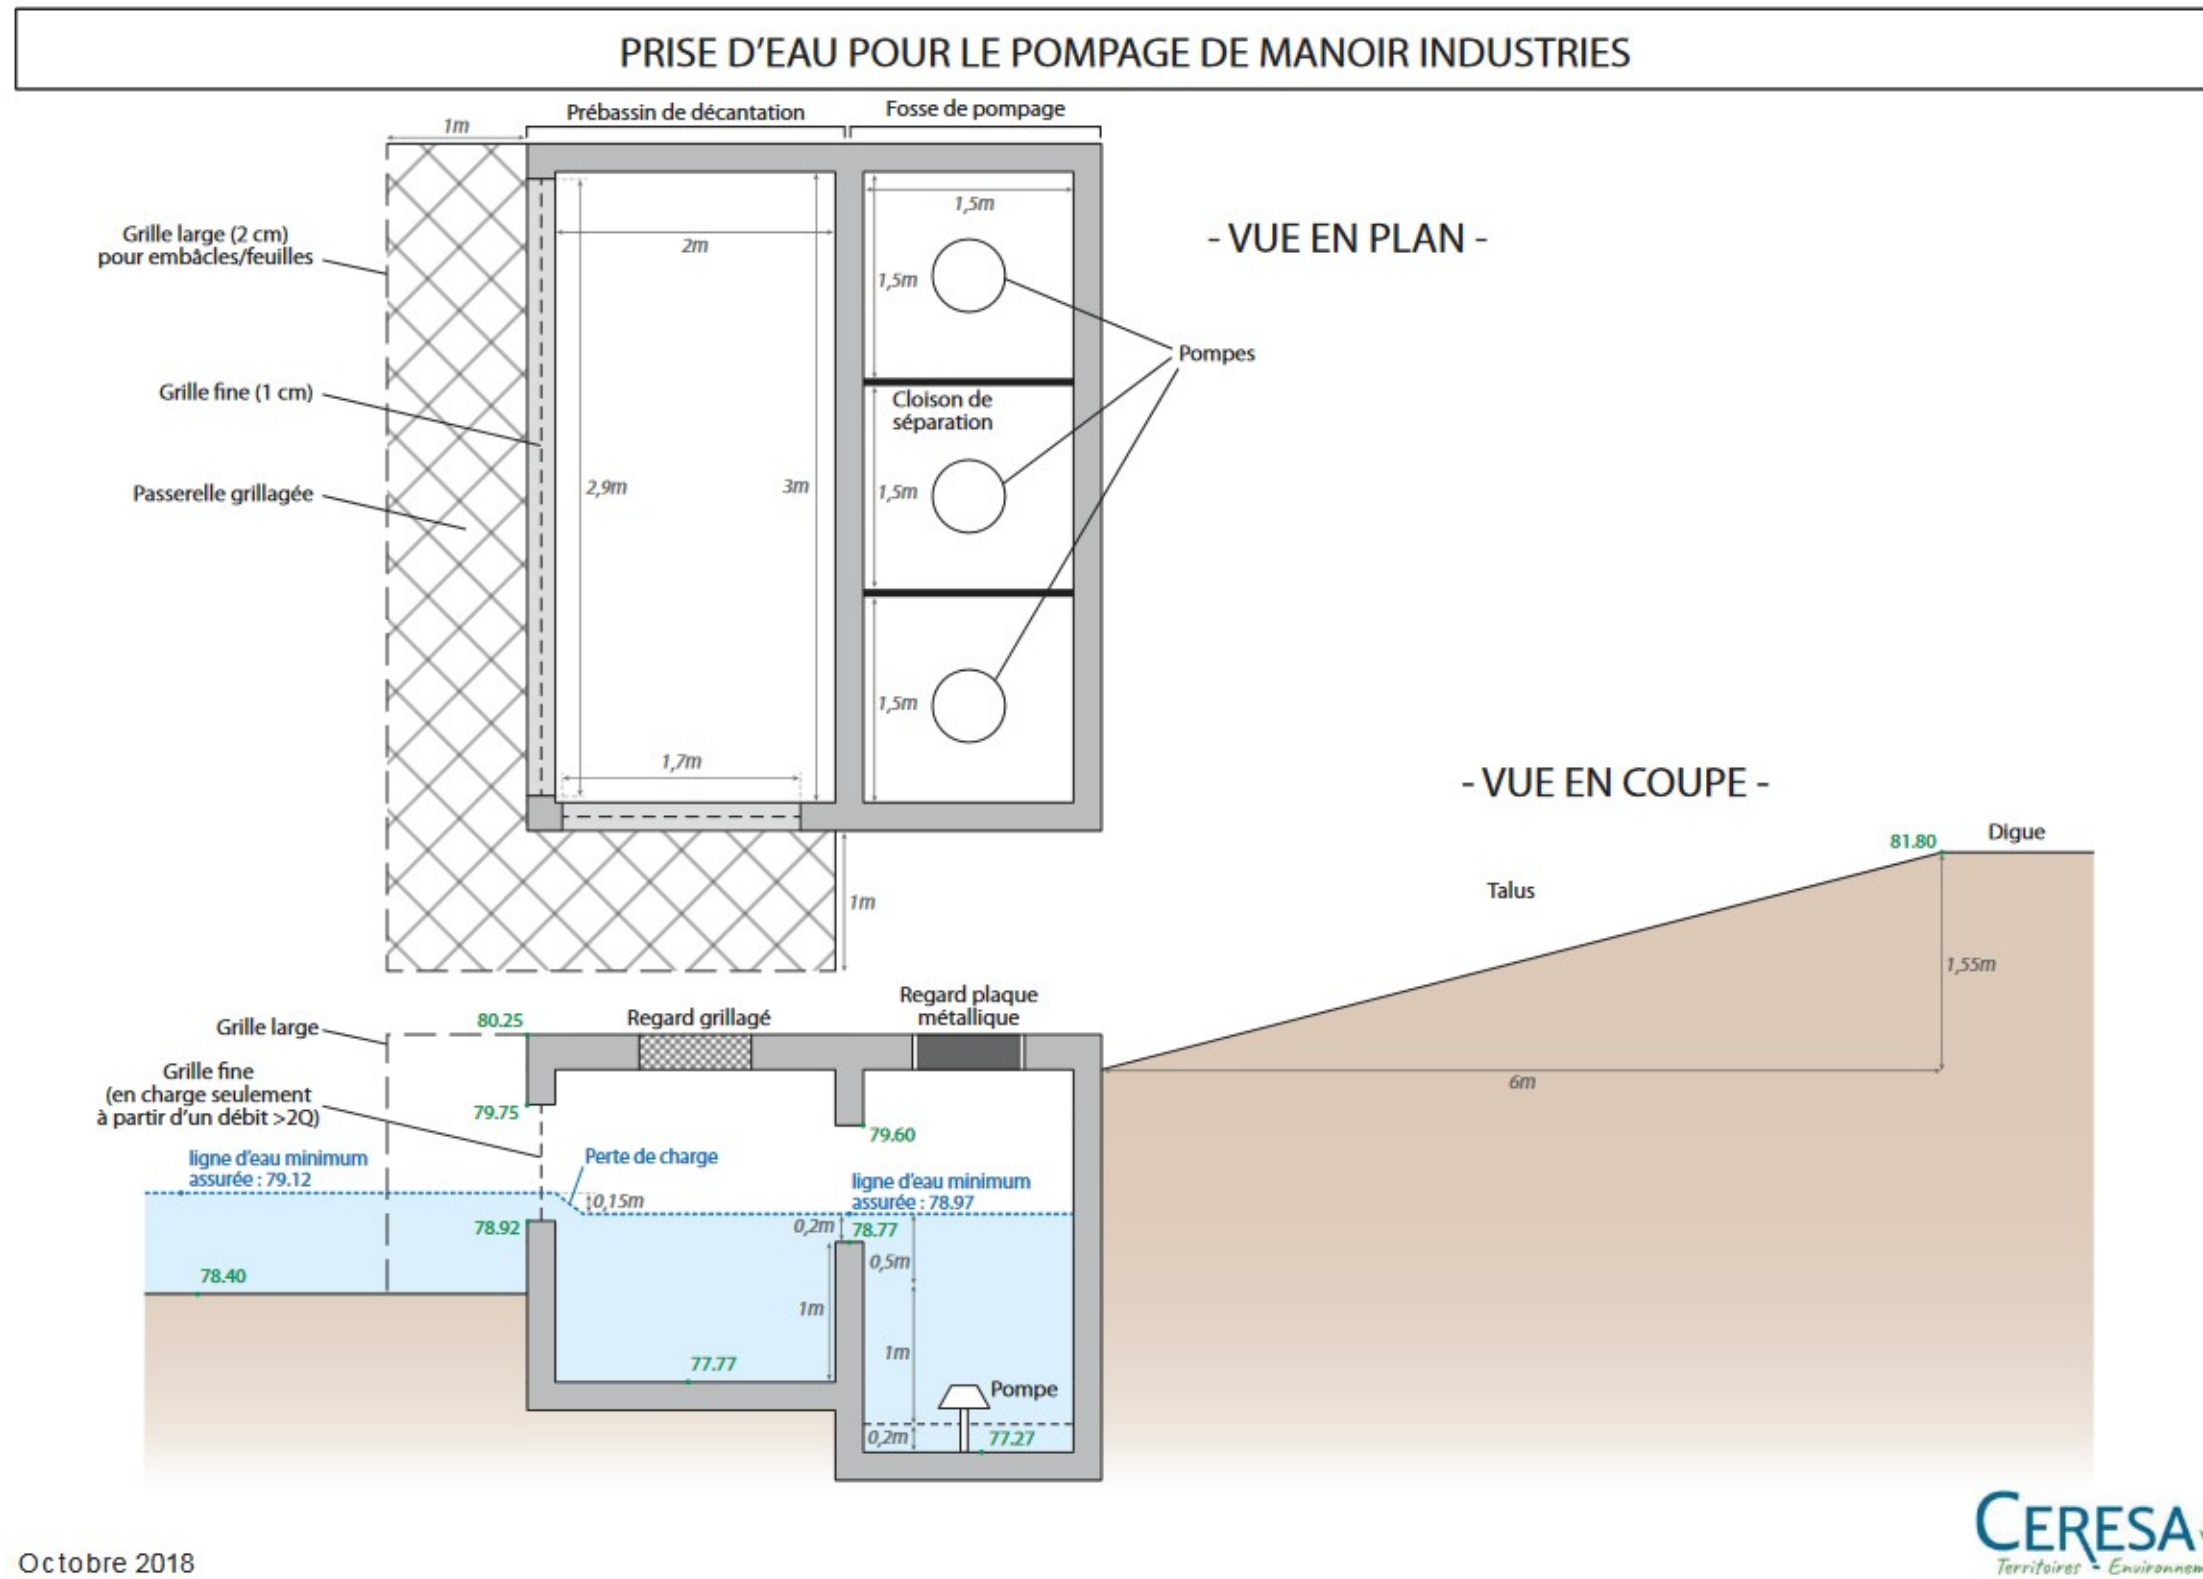 PRISE D'EAU POUR LE POMPAGE DE MANOIR INDUSTRIES
Prébassin de décantation
Fosse de pompage
1m
1,5m
- VUE EN PLAN -
Grille large (2 cm)
pour embâcles/feuilles
2m
1,5m
Pompes
Grille fine (1 cm)
Cloison de
séparation
Passerelle grillagée
2,9m
3m
1,5m
1,5m
1,7m
- VUE EN COUPE -
81.80
Digue
Talus
1m
1,55m
Regard plaque
métallique
80.25
Regard grillagé
Grille large
Grille fine
(en charge seulement
à partir d'un débit >2Q)
6m
79.75
79.60
ligne d'eau minimum
assurée : 79.12
Perte de charge
ligne d'eau minimum
assurée : 78.97
0,15m
78.92
0,2m
78.77
0,5m
78.40
1m
1m
77.77
Pompe
0,2m
77.27
Octobre 2018
CERESA
Territoires -